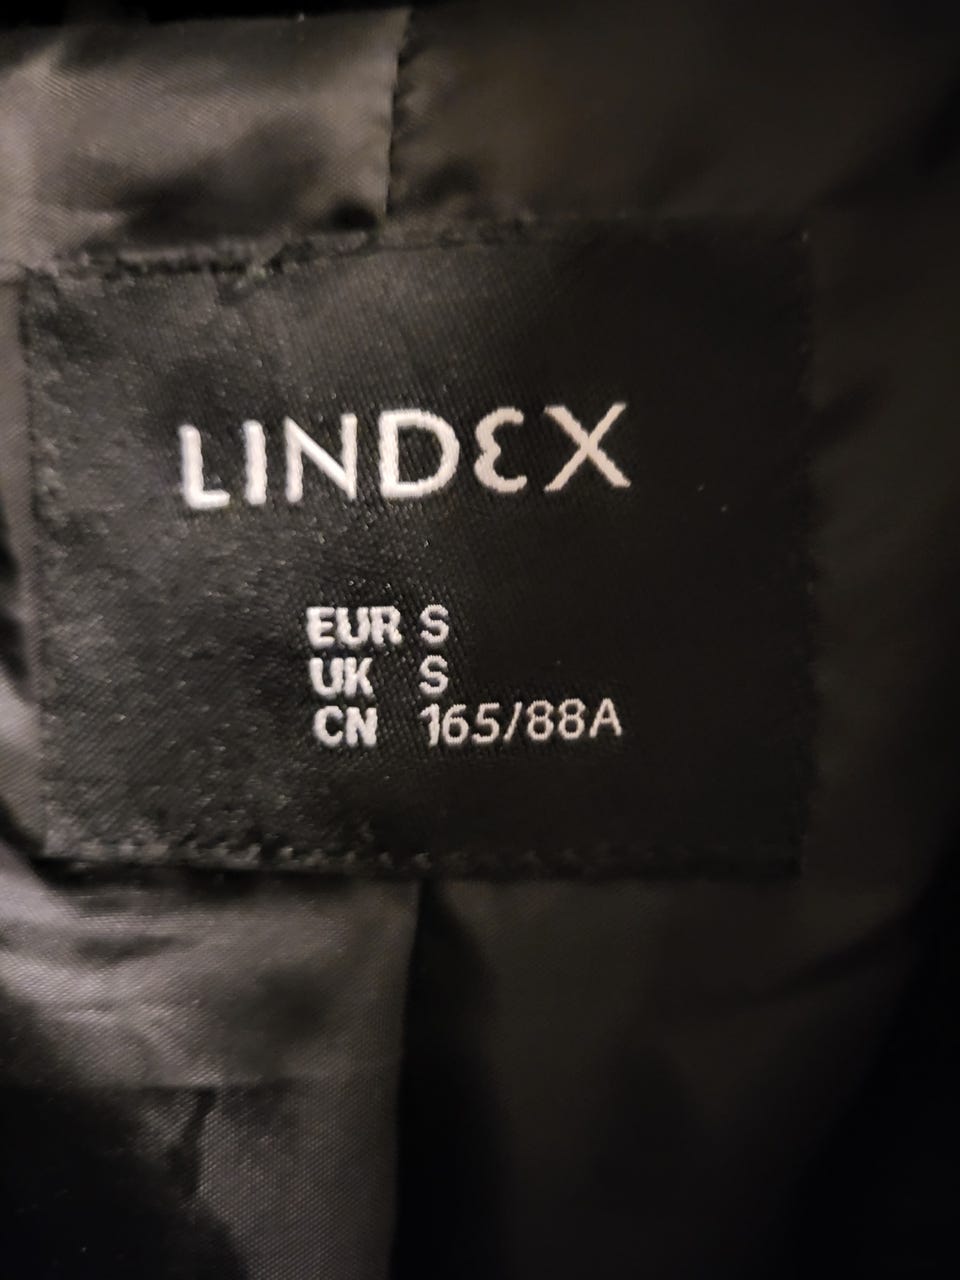 LINDEX
EUR S
UK S
CN 165/88A